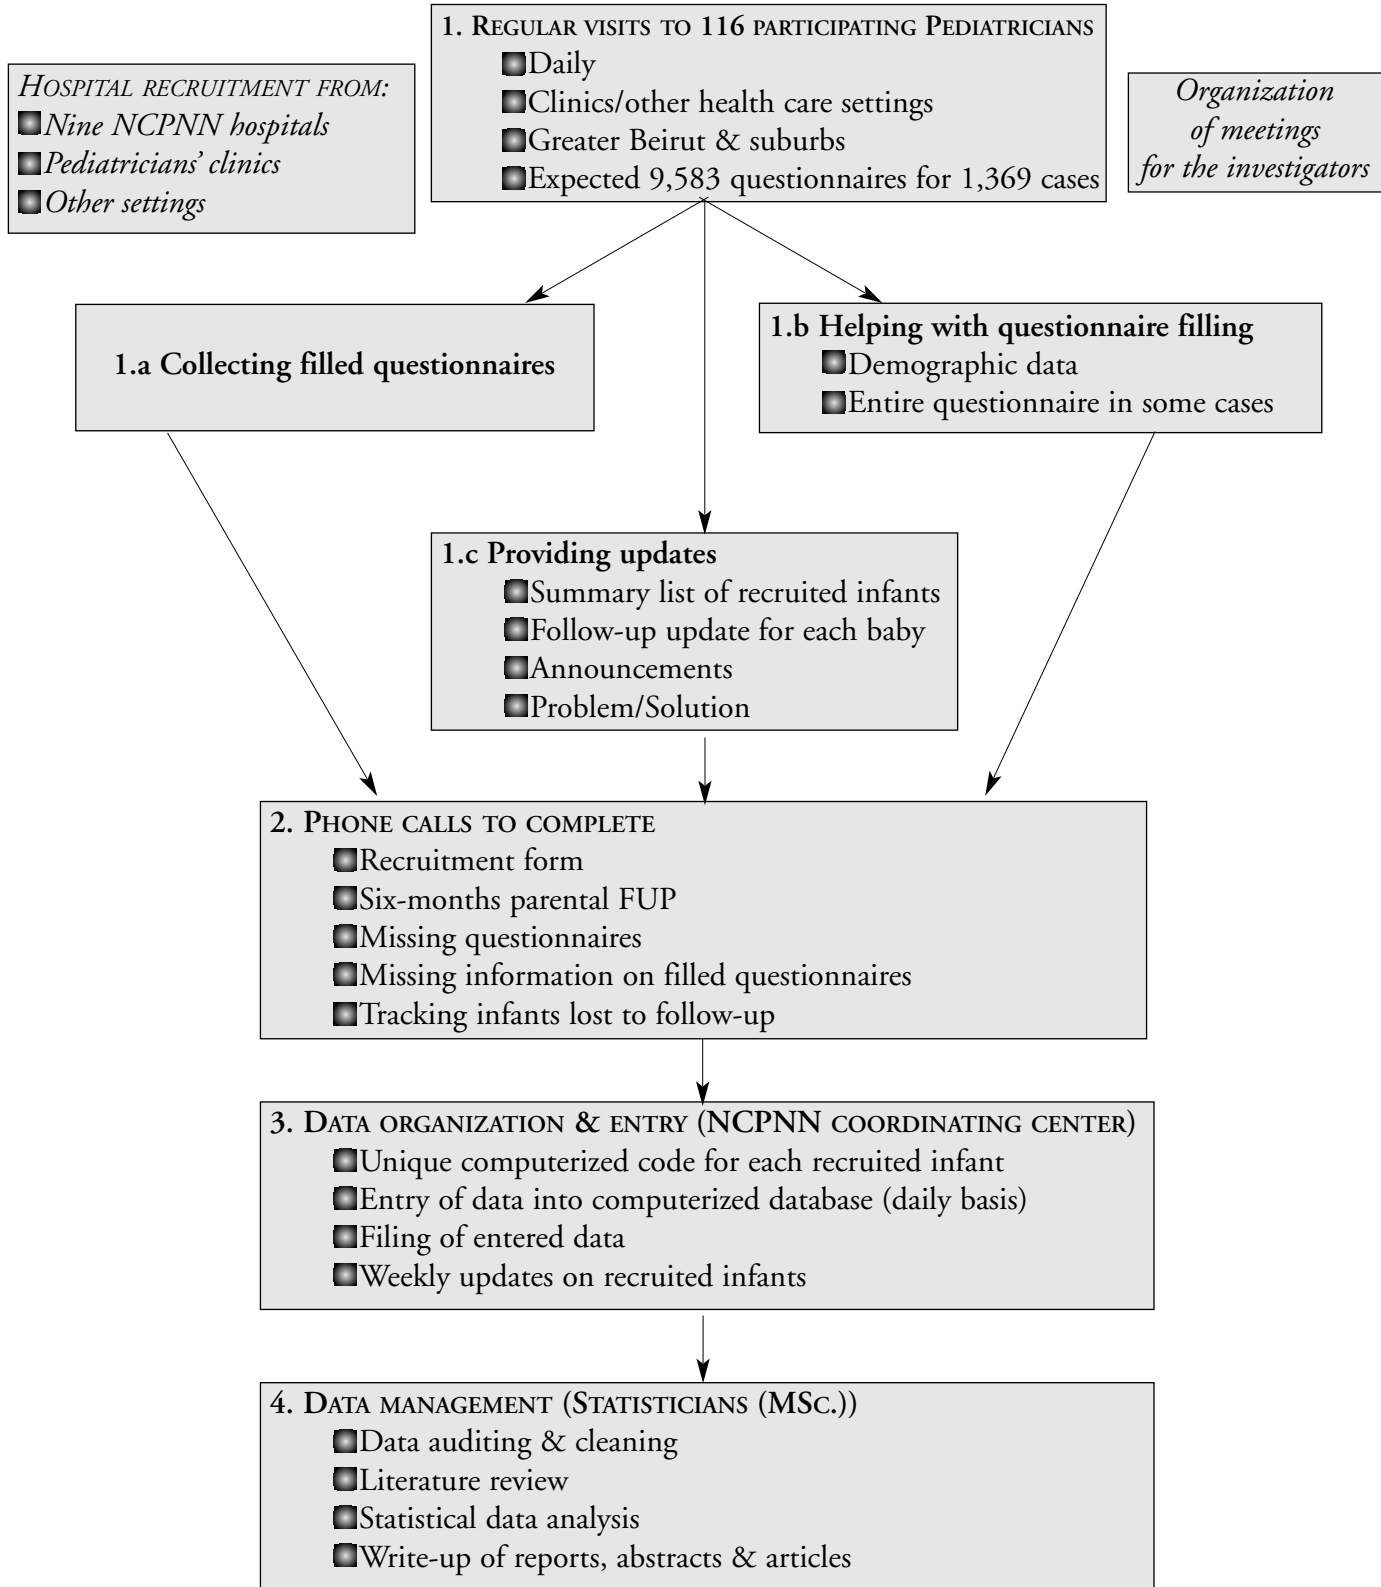 1. REGULAR VISITS TO 116 PARTICIPATING PEDIATRICIANS
Daily
Clinics/other health care settings
Greater Beirut & suburbs
Expected 9,583 questionnaires for 1,369 cases
HOSPITAL RECRUITMENT FROM:
Nine NCPNN hospitals
Pediatricians' clinics
Other settings
Organization
of meetings
for the investigators
1.a Collecting filled questionnaires
1.b Helping with questionnaire filling
Demographic data
Entire questionnaire in some cases
1.c Providing updates
Summary list of recruited infants
Follow-up update for each baby
Announcements
Problem/Solution
2. PHONE CALLS TO COMPLETE
Recruitment form
Six-months parental FUP
Missing questionnaires
Missing information on filled questionnaires
Tracking infants lost to follow-up
3. DATA ORGANIZATION & ENTRY (NCPNN COORDINATING CENTER)
Unique computerized code for each recruited infant
Entry of data into computerized database (daily basis)
Filing of entered data
Weekly updates on recruited infants
4. DATA MANAGEMENT (STATISTICIANS (MSC.))
Data auditing & cleaning
Literature review
Statistical data analysis
Write-up of reports, abstracts & articles